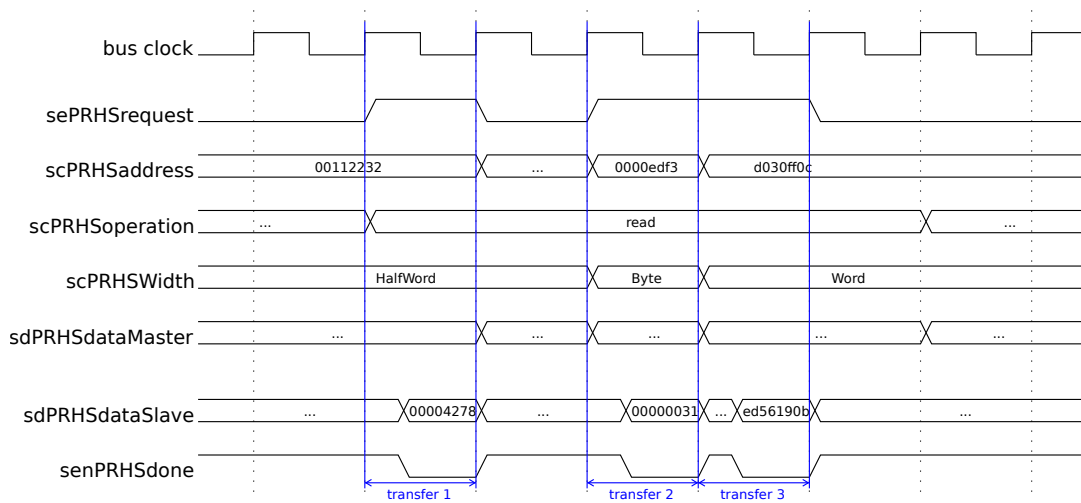 bus clock
sePRHSrequest
scPRHSaddress 00112232 ... 0000edf3 d030ff0c
scPRHSoperation ... read ...
scPRHSWidth HalfWord Byte Word
sdPRHSdataMaster ... ... ... ... ...
sdPRHSdataSlave ... 00004278 ... 00000031 ... ed56190b ...
senPRHSdone
transfer 1 transfer 2 transfer 3